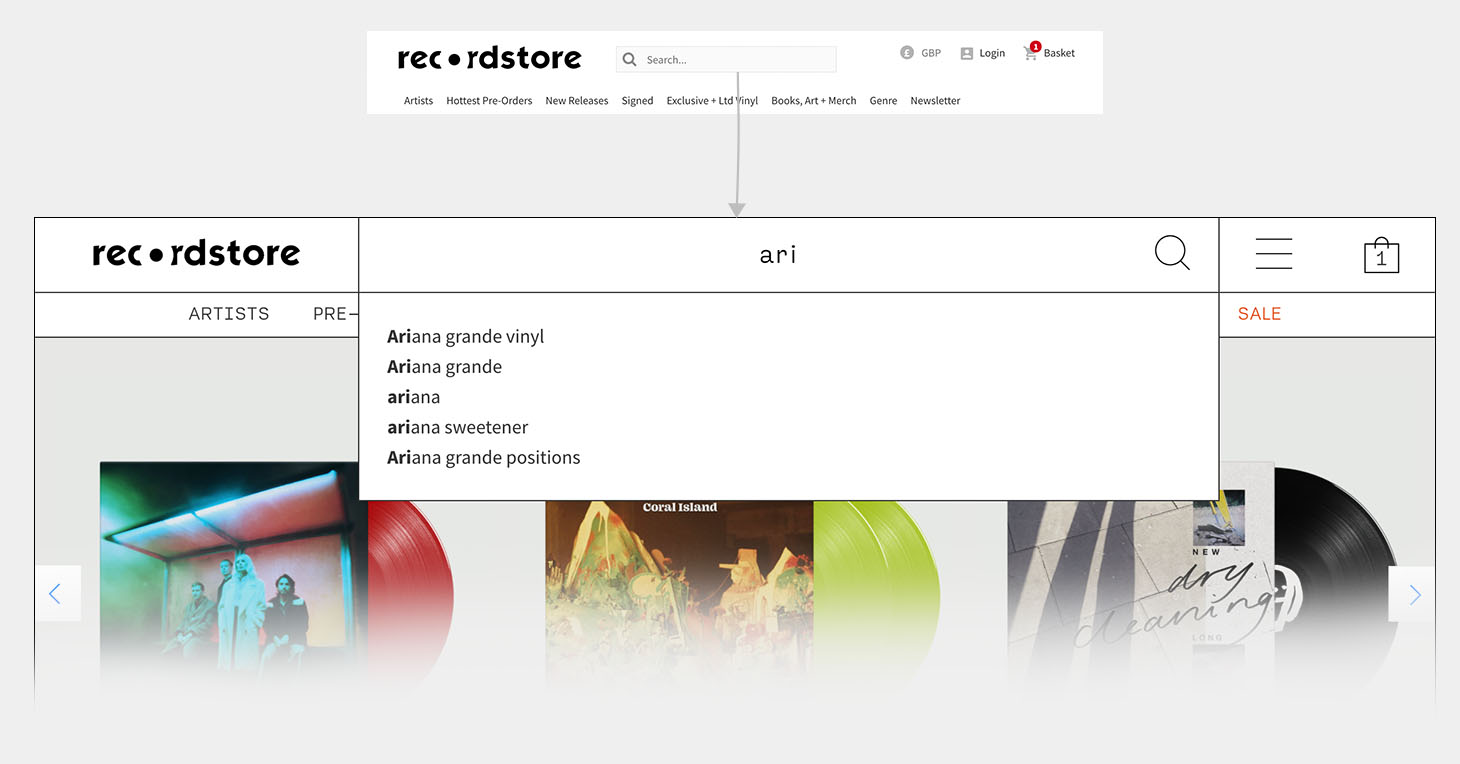 rec•rdstore
Search...
£ GBP
Login
1 Basket
Artists Hottest Pre-Orders New Releases Signed Exclusive + Ltd Vinyl Books, Art + Merch Genre Newsletter
rec•rdstore
ari
1
ARTISTS PRE-
SALE
Ariana grande vinyl
Ariana grande
ariana
ariana sweetener
Ariana grande positions
Coral Island
NEW
dry
cleaning
LONG